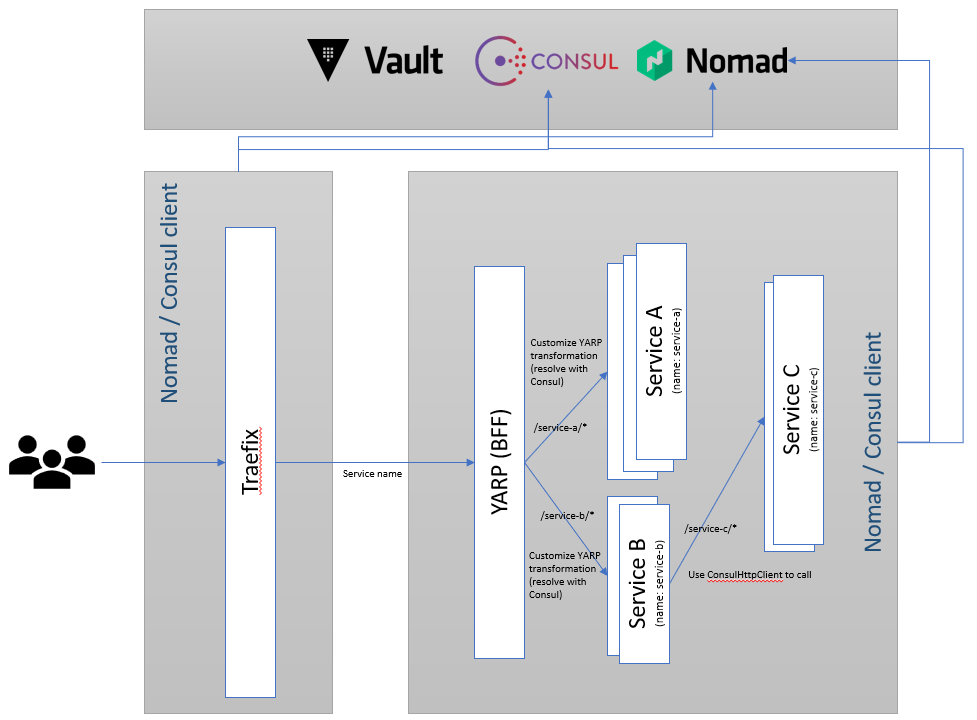 Vault
CONSUL
Nomad
Nomad / Consul client
Traefix
Service name
YARP (BFF)
Customize YARP
transformation
(resolve with
Consul)
/service-a/*
/service-b/*
Customize YARP
transformation
(resolve with
Consul)
Service A
(name: service-a)
Service B
(name: service-b)
/service-c/*
Use ConsulHttpClient to call
Service C
(name: service-c)
Nomad / Consul client